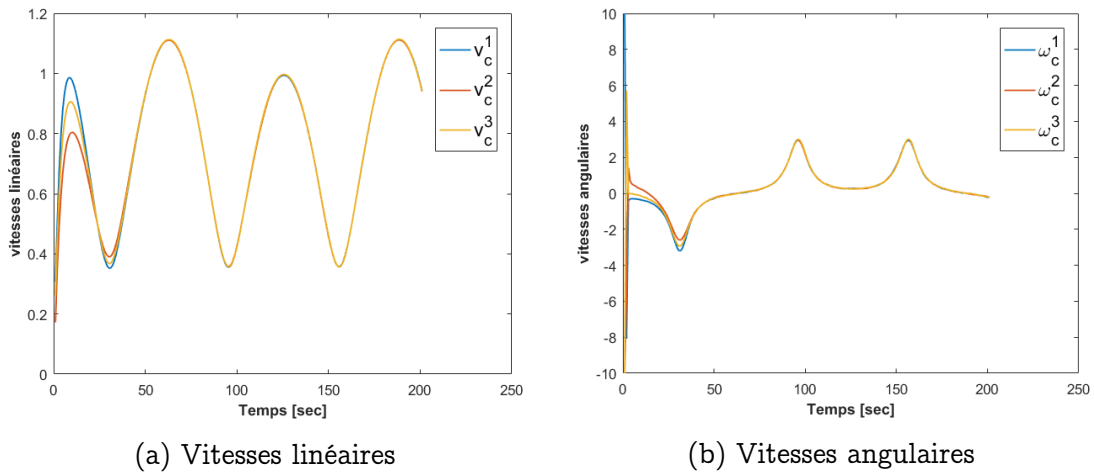 1.2
1
0.8
0.6
0.4
0.2
0
0 50 100 150 200 250
vitesses linéaires
Temps [sec]
v_c^1
v_c^2
v_c^3
(a) Vitesses linéaires
10
8
6
4
2
0
-2
-4
-6
-8
-10
0 50 100 150 200 250
vitesses angulaires
Temps [sec]
ω_c^1
ω_c^2
ω_c^3
(b) Vitesses angulaires